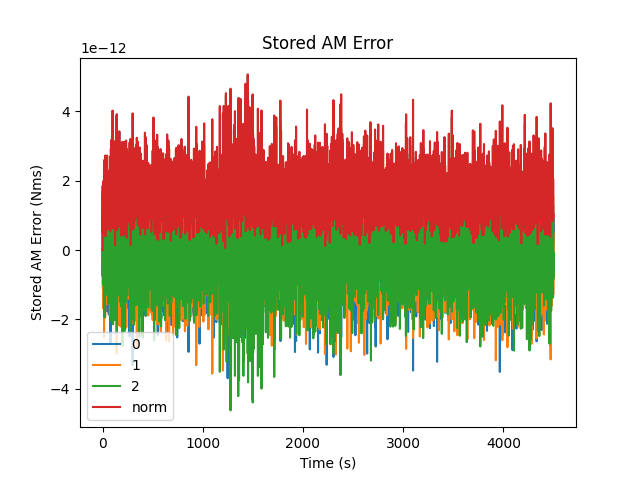 Stored AM Error
1e−12
4
2
0
−2
−4
Stored AM Error (Nms)
0
1
2
norm
0
1000
2000
3000
4000
Time (s)